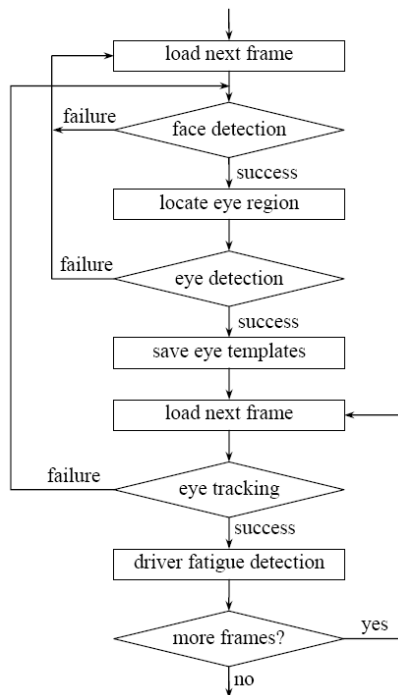 load next frame
failure
face detection
success
locate eye region
failure
eye detection
success
save eye templates
load next frame
failure
eye tracking
success
driver fatigue detection
more frames?
yes
no